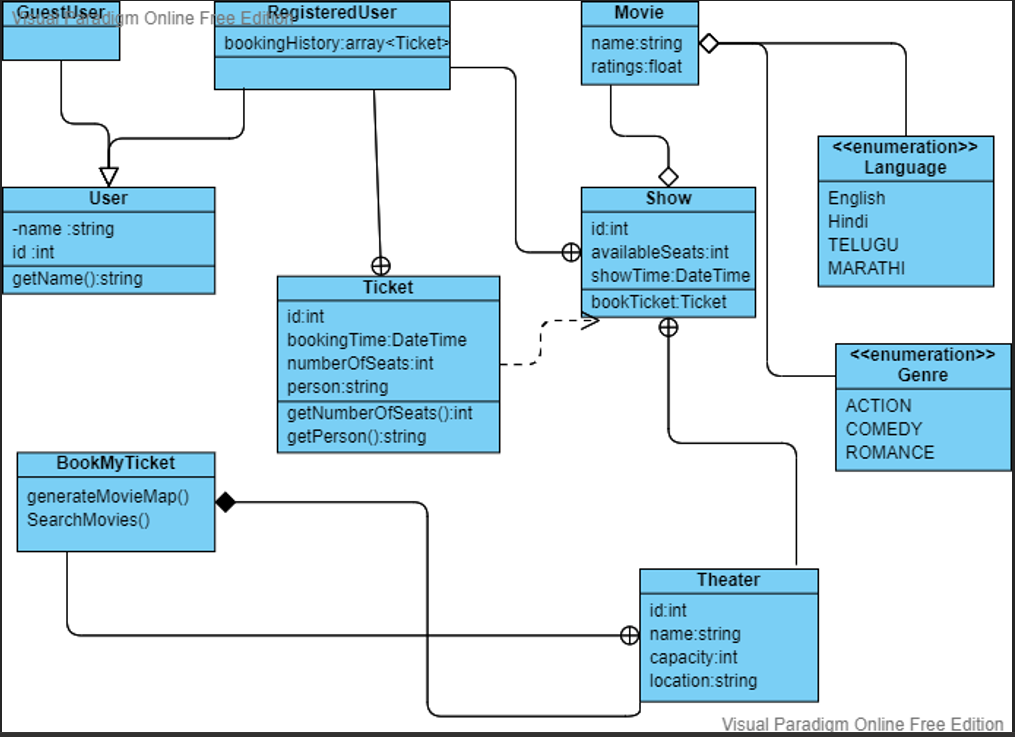 GuestUser
Visual Paradigm Online Free Edition
RegisteredUser
bookingHistory:array<Ticket>
Movie
name:string
ratings:float
<<enumeration>>
Language
English
Hindi
TELUGU
MARATHI
User
-name :string
id :int
getName():string
Show
id:int
availableSeats:int
showTime:DateTime
bookTicket:Ticket
Ticket
id:int
bookingTime:DateTime
numberOfSeats:int
person:string
getNumberOfSeats():int
getPerson():string
<<enumeration>>
Genre
ACTION
COMEDY
ROMANCE
BookMyTicket
generateMovieMap()
SearchMovies()
Theater
id:int
name:string
capacity:int
location:string
Visual Paradigm Online Free Edition